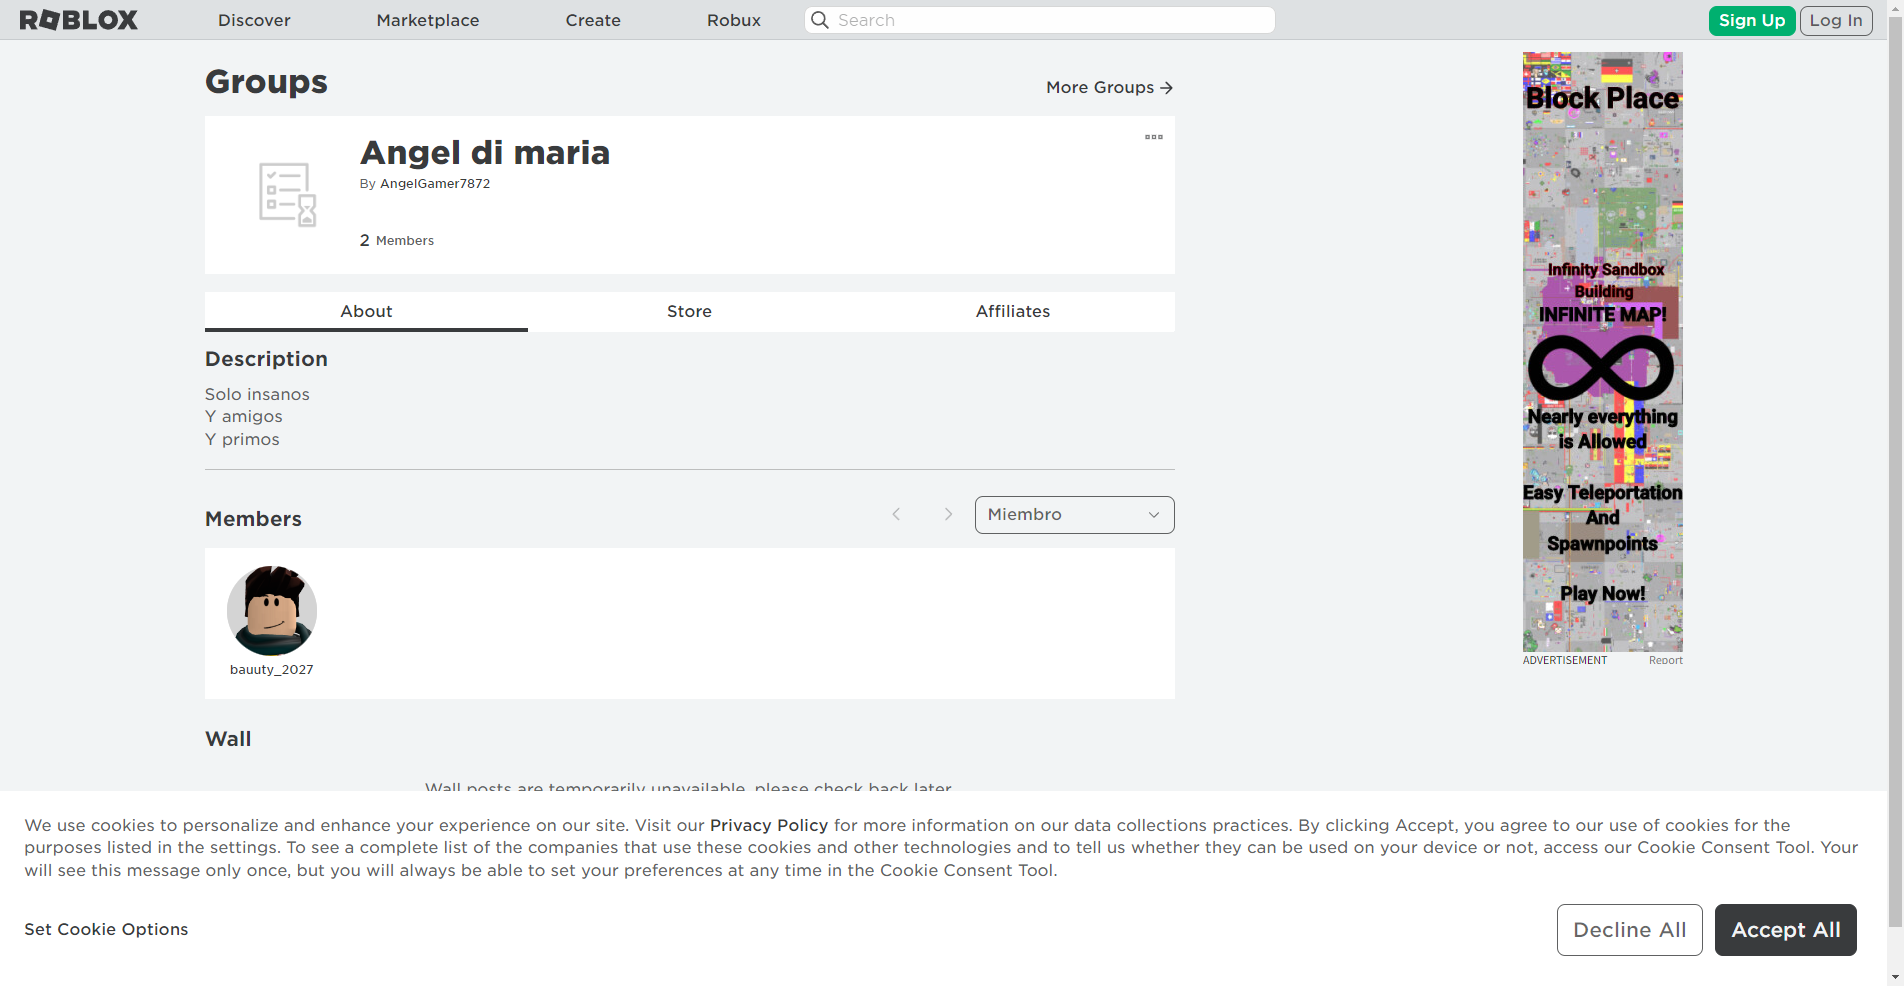 ROBLOX
Discover
Marketplace
Create
Robux
Search
Sign Up
Log In
Groups
More Groups
Angel di maria
By AngelGamer7872
2 Members
About
Store
Affiliates
Description
Solo insanos
Y amigos
Y primos
Members
Miembro
bauuty_2027
Wall
Wall posts are temporarily unavailable, please check back later
Block Place
Infinity Sandbox
Building
INFINITE MAP!
Nearly everything
is Allowed
Easy Teleportation
And
Spawnpoints
Play Now!
ADVERTISEMENT
Report
We use cookies to personalize and enhance your experience on our site. Visit our Privacy Policy for more information on our data collections practices. By clicking Accept, you agree to our use of cookies for the
purposes listed in the settings. To see a complete list of the companies that use these cookies and other technologies and to tell us whether they can be used on your device or not, access our Cookie Consent Tool. Your
will see this message only once, but you will always be able to set your preferences at any time in the Cookie Consent Tool.
Set Cookie Options
Decline All
Accept All